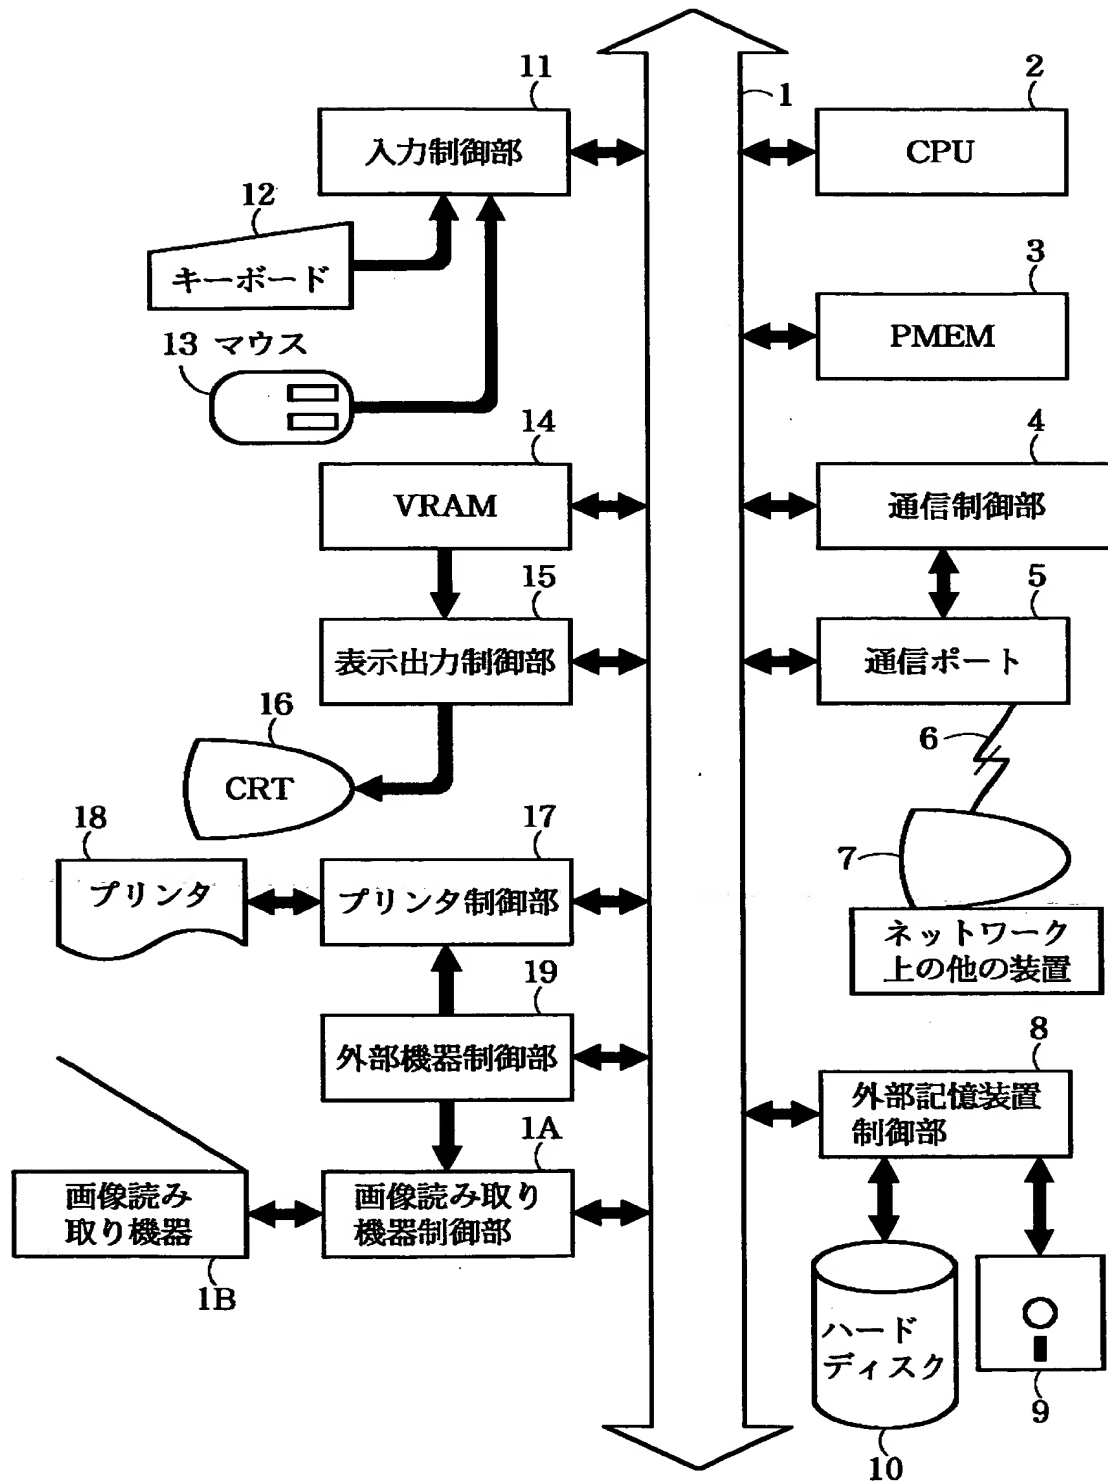 11
入力制御部
12
キーボード
13 マウス
14
VRAM
15
表示出力制御部
16
CRT
17
プリンタ制御部
18
プリンタ
19
外部機器制御部
1A
画像読み取り
機器制御部
画像読み
取り機器
1B
1
2
CPU
3
PMEM
4
通信制御部
5
通信ポート
6
7
ネットワーク
上の他の装置
8
外部記憶装置
制御部
ハード
ディスク
10
9